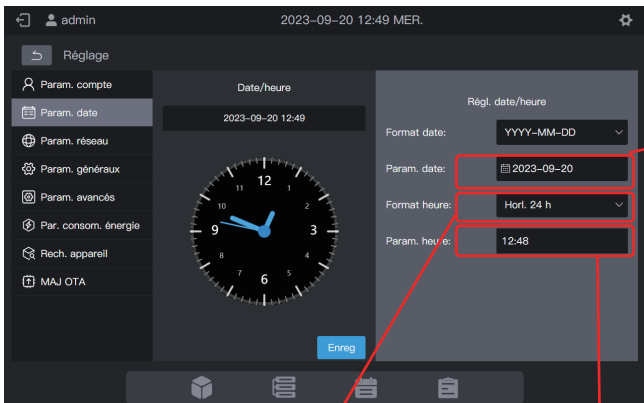 admin
2023-09-20 12:49 MER.
Réglage
Param. compte
Param. date
Param. réseau
Param. généraux
Param. avancés
Par. consom. énergie
Rech. appareil
MAJ OTA
Date/heure
2023-09-20 12:49
12
1
2
3
4
5
6
7
8
9
10
11
Enreg
Régl. date/heure
Format date: YYYY-MM-DD
Param. date: 2023-09-20
Format heure: Horl. 24 h
Param. heure: 12:48